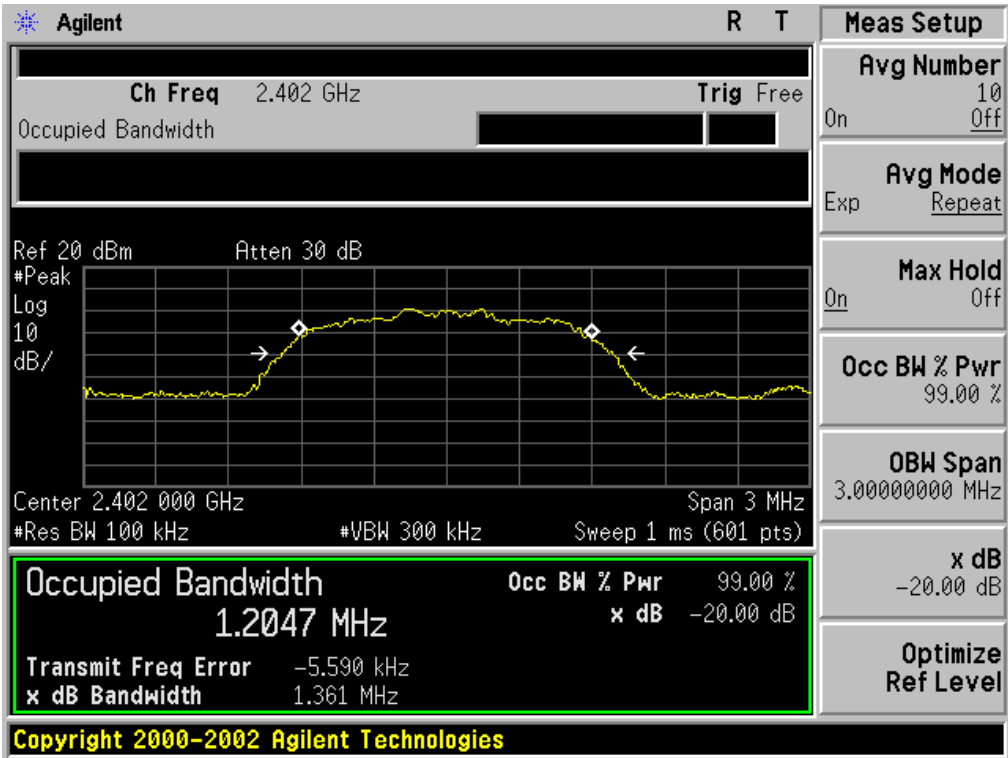 Agilent R T
Ch Freq 2.402 GHz Trig Free
Occupied Bandwidth
Ref 20 dBm Atten 30 dB
#Peak
Log
10
dB/
Center 2.402 000 GHz Span 3 MHz
#Res BW 100 kHz #VBW 300 kHz Sweep 1 ms (601 pts)
Occupied Bandwidth Occ BW % Pwr 99.00 %
1.2047 MHz x dB -20.00 dB
Transmit Freq Error -5.590 kHz
x dB Bandwidth 1.361 MHz
Copyright 2000-2002 Agilent Technologies
Meas Setup
Avg Number
10
On Off
Avg Mode
Exp Repeat
Max Hold
On Off
Occ BW % Pwr
99.00 %
OBW Span
3.00000000 MHz
x dB
-20.00 dB
Optimize
Ref Level